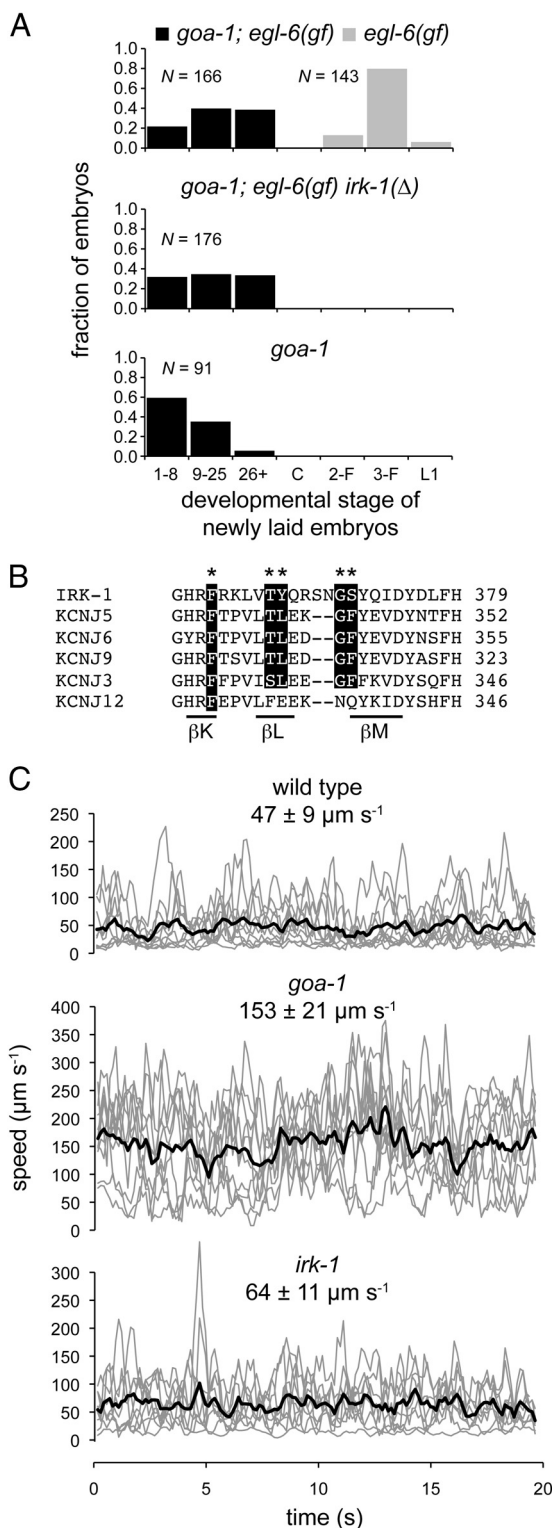 A
goa-1; egl-6(gf) egl-6(gf)
1.0
0.8
0.6
0.4
0.2
0.0
N = 166
N = 143
goa-1; egl-6(gf) irk-1(Δ)
1.0
0.8
0.6
0.4
0.2
0.0
N = 176
goa-1
1.0
0.8
0.6
0.4
0.2
0.0
N = 91
fraction of embryos
1-8 9-25 26+ C 2-F 3-F L1
developmental stage of
newly laid embryos
B
* ** **
IRK-1 GHRFRKLVTYQRSNGSYQIDYDLFH 379
KCNJ5 GHRFTPVLTLEK--GFYEVDYNTFH 352
KCNJ6 GYRFTPVLTLED--GFYEVDYNSFH 355
KCNJ9 GHRFTSVLTLED--GFYEVDYASFH 323
KCNJ3 GHRFFPVISLEE--GFFKVDYSQFH 346
KCNJ12 GHRFEPVLFEEK--NQYKIDYSHFH 346
βK βL βM
C
wild type
47 ± 9 µm s-1
250
200
150
100
50
0
goa-1
153 ± 21 µm s-1
400
350
300
250
200
150
100
50
0
speed (µm s-1)
irk-1
64 ± 11 µm s-1
300
250
200
150
100
50
0
0 5 10 15 20
time (s)